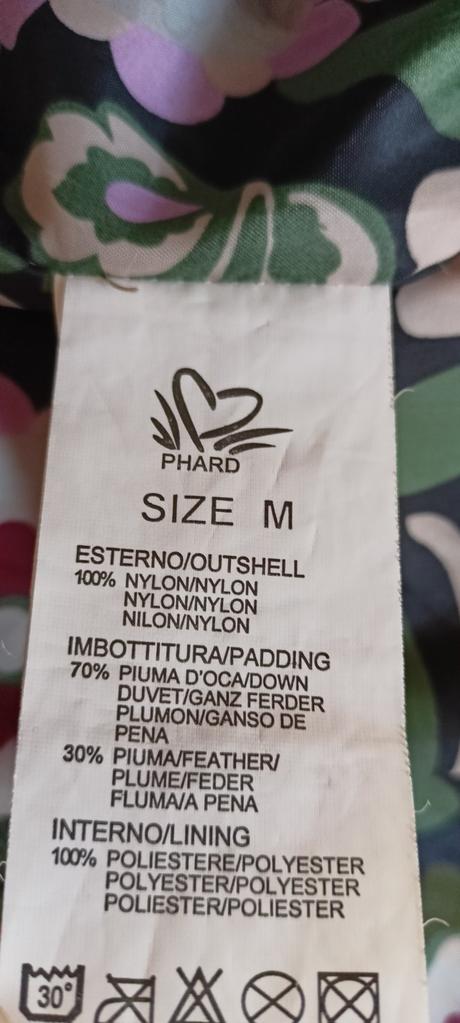 PHARD
SIZE M
ESTERNO/OUTSHELL
100% NYLON/NYLON
NYLON/NYLON
NILON/NYLON
IMBOTTITURA/PADDING
70% PIUMA D'OCA/DOWN
DUVET/GANZ FERDER
PLUMON/GANSO DE
PENA
30% PIUMA/FEATHER/
PLUME/FEDER
FLUMA/A PENA
INTERNO/LINING
100% POLIESTERE/POLYESTER
POLYESTER/POLYESTER
POLIESTER/POLIESTER
30°